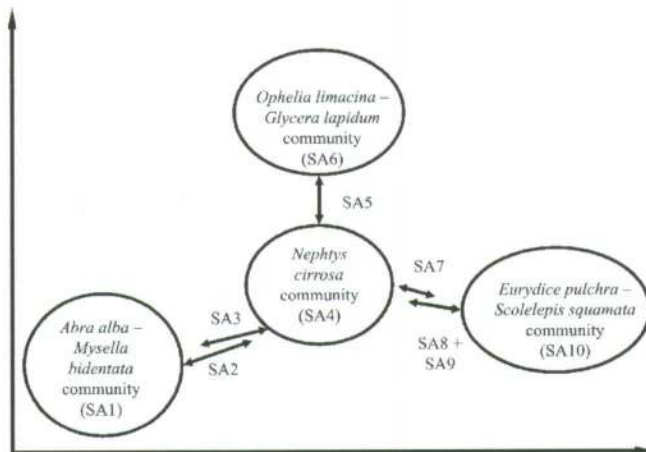 Ophelia limacina –
Glycera lapidum
community
(SA6)
SA5
Nephtys
cirrosa
community
(SA4)
SA7
Eurydice pulchra –
Scolelepis squamata
community
(SA10)
SA8 +
SA9
SA3
SA2
Abra alba –
Mysella
bidentata
community
(SA1)